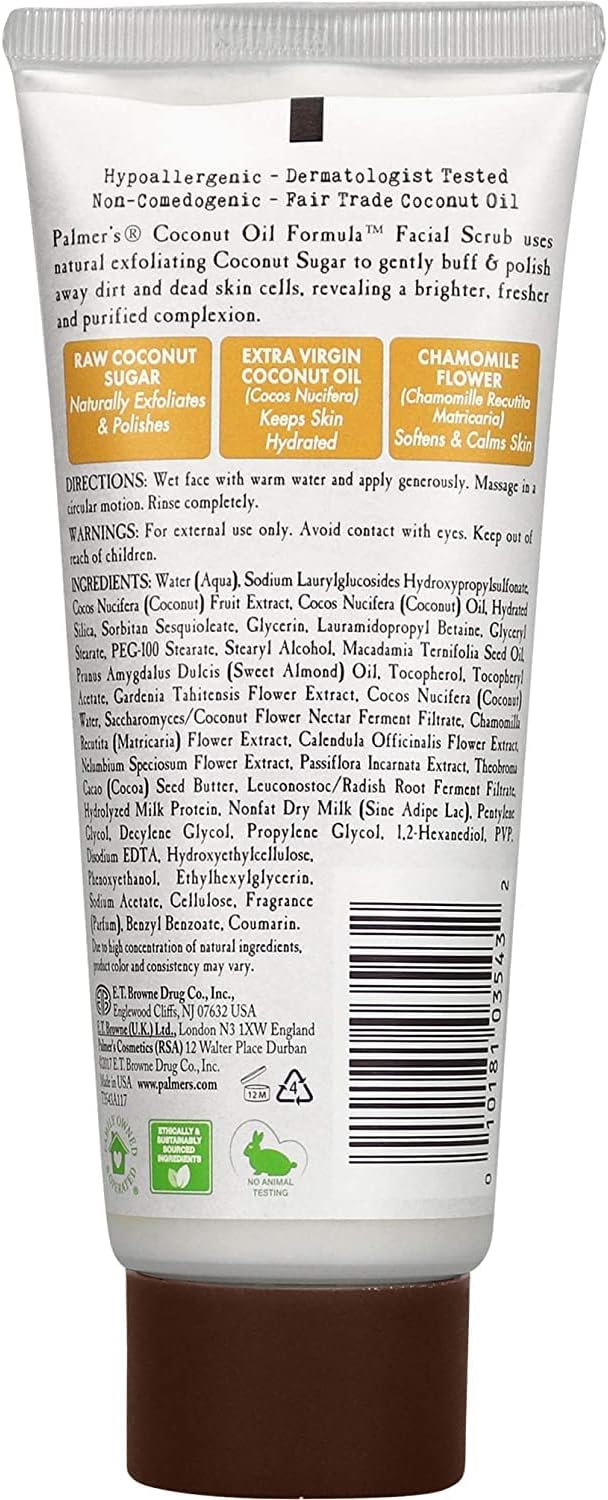 Hypoallergenic - Dermatologist Tested
Non-Comedogenic - Fair Trade Coconut Oil
Palmer's® Coconut Oil Formula™ Facial Scrub uses
natural exfoliating Coconut Sugar to gently buff & polish
away dirt and dead skin cells, revealing a brighter, fresher
and purified complexion.
RAW COCONUT
SUGAR
Naturally Exfoliates
& Polishes
EXTRA VIRGIN
COCONUT OIL
(Cocos Nucifera)
Keeps Skin
Hydrated
CHAMOMILE
FLOWER
(Chamomille Recutita
Matricaria)
Softens & Calms Skin
DIRECTIONS: Wet face with warm water and apply generously. Massage in a
circular motion. Rinse completely.
WARNINGS: For external use only. Avoid contact with eyes. Keep out of
reach of children.
INGREDIENTS: Water (Aqua), Sodium Laurylglucosides Hydroxypropylsulfonate,
Cocos Nucifera (Coconut) Fruit Extract, Cocos Nucifera (Coconut) Oil, Hydrated
Silica, Sorbitan Sesquioleate, Glycerin, Lauramidopropyl Betaine, Glyceryl
Stearate, PEG-100 Stearate, Stearyl Alcohol, Macadamia Ternifolia Seed Oil,
Prunus Amygdalus Dulcis (Sweet Almond) Oil, Tocopherol, Tocopheryl
Acetate, Gardenia Tahitensis Flower Extract, Cocos Nucifera (Coconut)
Water, Saccharomyces/Coconut Flower Nectar Ferment Filtrate, Chamomilla
Recutita (Matricaria) Flower Extract, Calendula Officinalis Flower Extract,
Nelumbium Speciosum Flower Extract, Passiflora Incarnata Extract, Theobroma
Cacao (Cocoa) Seed Butter, Leuconostoc/Radish Root Ferment Filtrate,
Hydrolyzed Milk Protein, Nonfat Dry Milk (Sine Adipe Lac), Pentylene
Glycol, Decylene Glycol, Propylene Glycol, 1,2-Hexanediol, PVP,
Disodium EDTA, Hydroxyethylcellulose,
Phenoxyethanol, Ethylhexylglycerin,
Sodium Acetate, Cellulose, Fragrance
(Parfum), Benzyl Benzoate, Coumarin.
Due to high concentration of natural ingredients,
product color and consistency may vary.
E.T. Browne Drug Co., Inc.,
Englewood Cliffs, NJ 07632 USA
E.T. Browne (U.K.) Ltd., London N3 1XW England
Palmer's Cosmetics (RSA) 12 Walter Place Durban
©2017 E.T. Browne Drug Co., Inc.
Made in USA www.palmers.com
12 M
4
OWNED
& OPERATED®
ETHICALLY &
SUSTAINABLY
SOURCED
INGREDIENTS
NO ANIMAL
TESTING
0 10181 03543 2